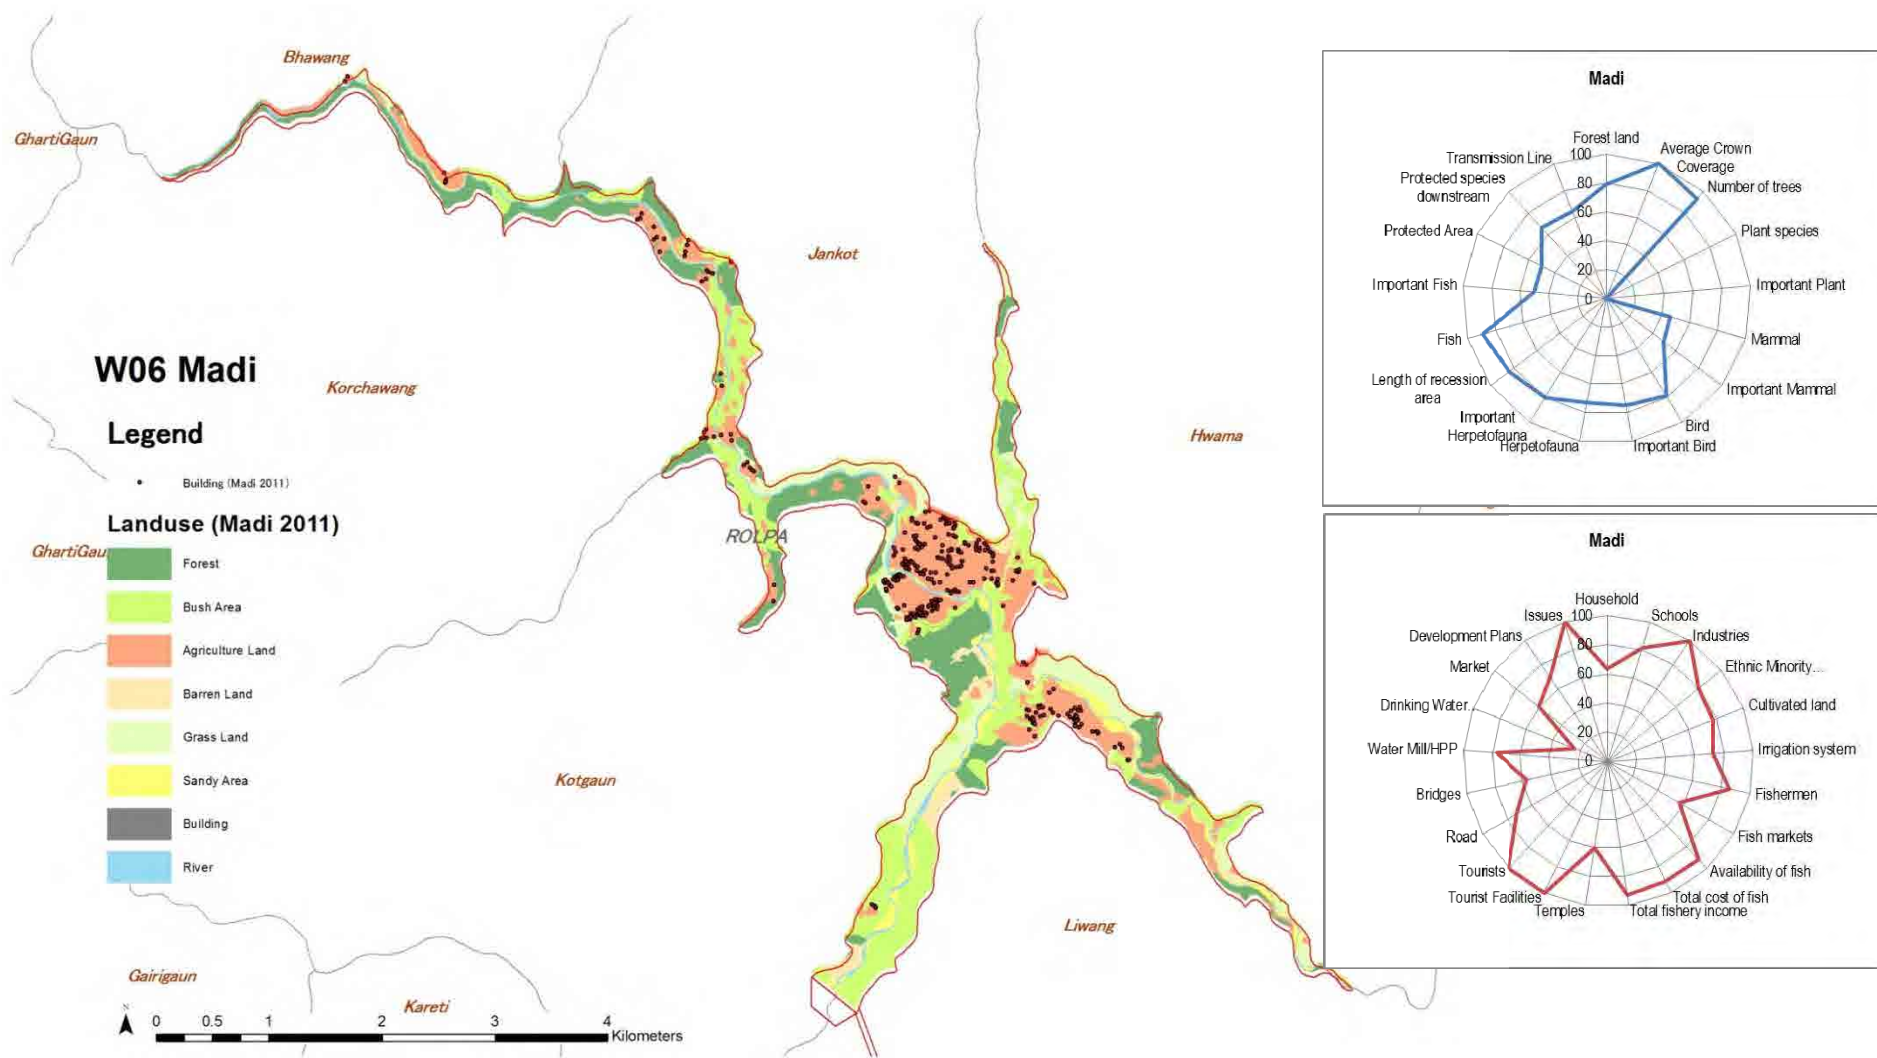 Bhawang
GhartiGaun
Jankot
W06 Madi
Korchawang
Legend
Building (Madi 2011)
Hwama
Landuse (Madi 2011)
GhartiGau
ROLPA
Forest
Bush Area
Agriculture Land
Barren Land
Grass Land
Sandy Area
Building
River
Kotgaun
Liwang
Gairigaun
Kareti
N
0 0.5 1 2 3 4
Kilometers
Madi
Forest land
100
80
60
40
20
0
Average Crown
Coverage
Number of trees
Plant species
Important Plant
Mammal
Important Mammal
Bird
Important Bird
Herpetofauna
Important
Herpetofauna
Length of recession
area
Fish
Important Fish
Protected Area
Protected species
downstream
Transmission Line
Madi
Household
100
80
60
40
20
0
Schools
Industries
Ethnic Minority...
Cultivated land
Irrigation system
Fishermen
Fish markets
Availability of fish
Total cost of fish
Total fishery income
Temples
Tourist Facilities
Tourists
Road
Bridges
Water Mill/HPP
Drinking Water..
Market
Development Plans
Issues